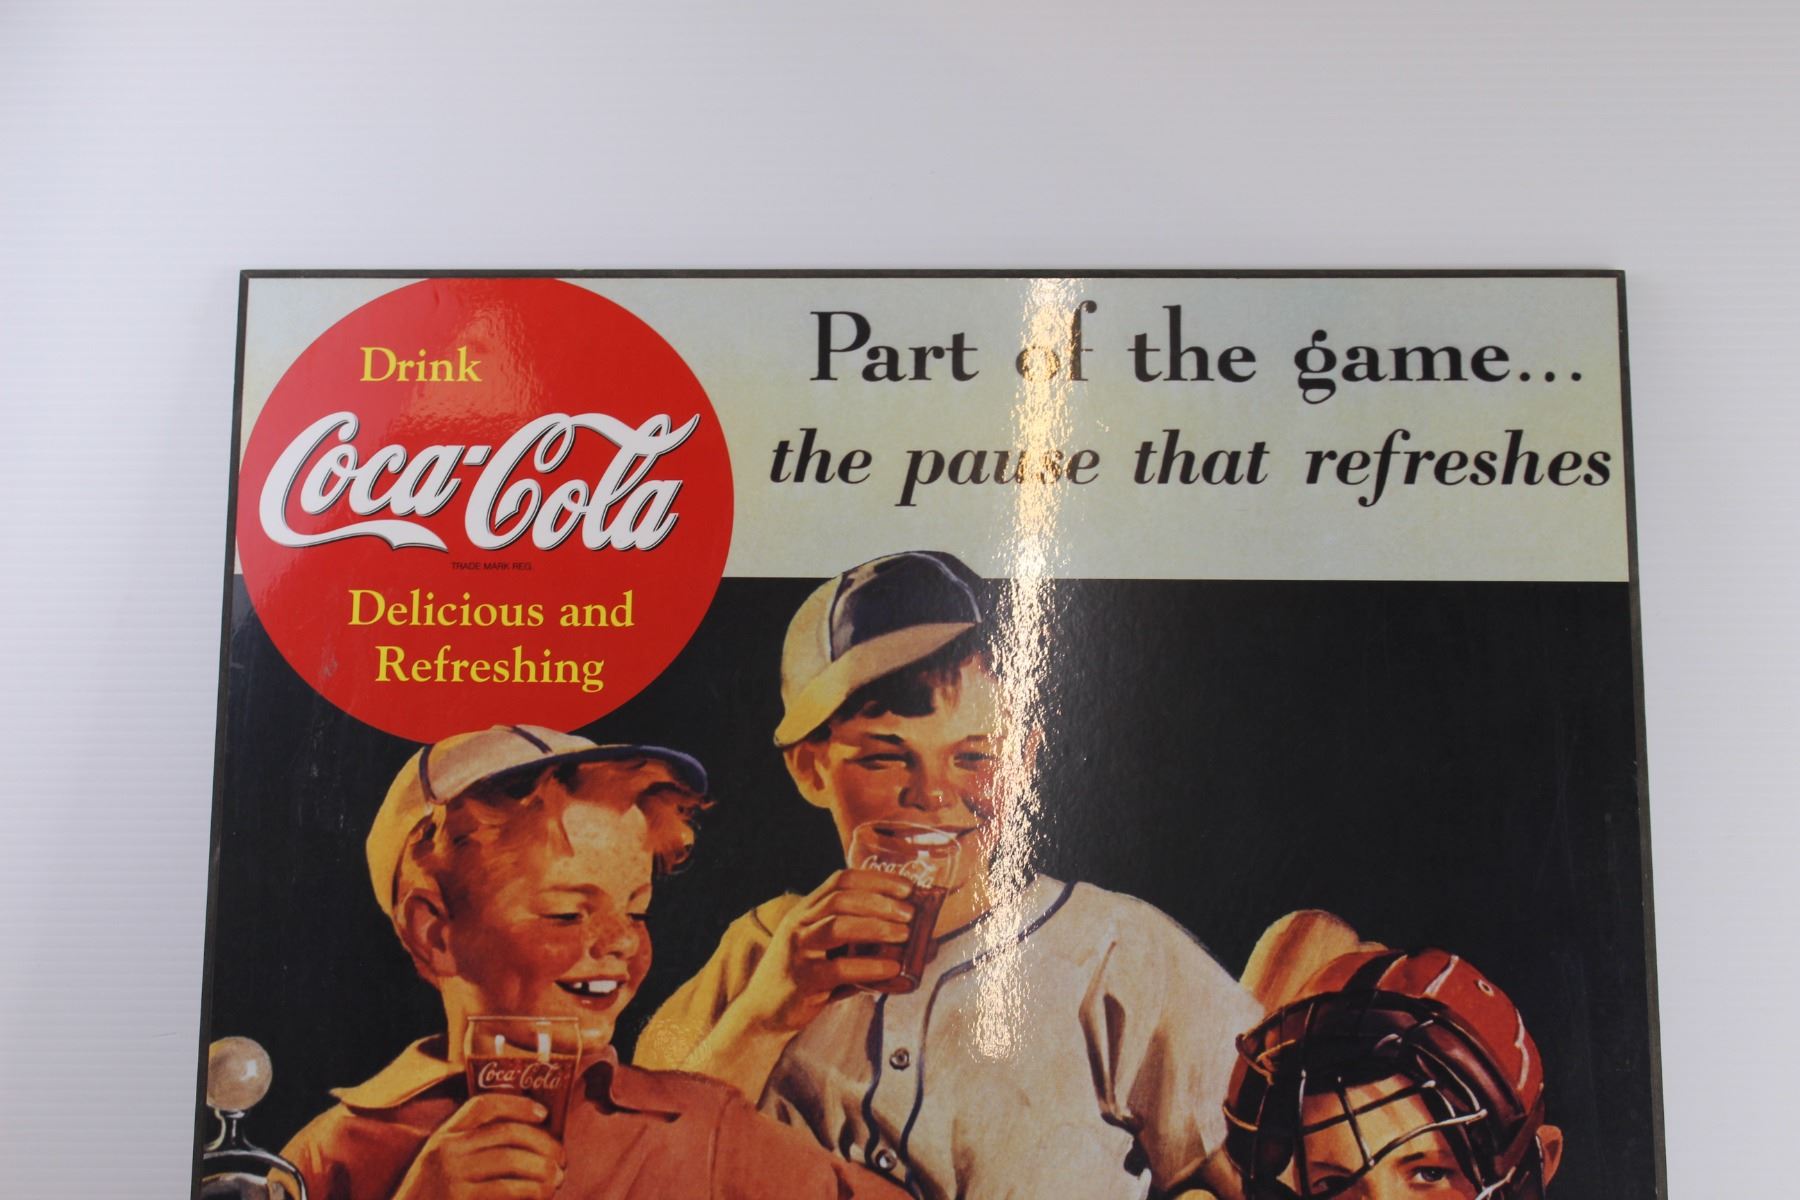 Drink
Coca-Cola
TRADE MARK REG.
Delicious and
Refreshing
Part of the game...
the pause that refreshes
Coca-Cola
Coca-Cola